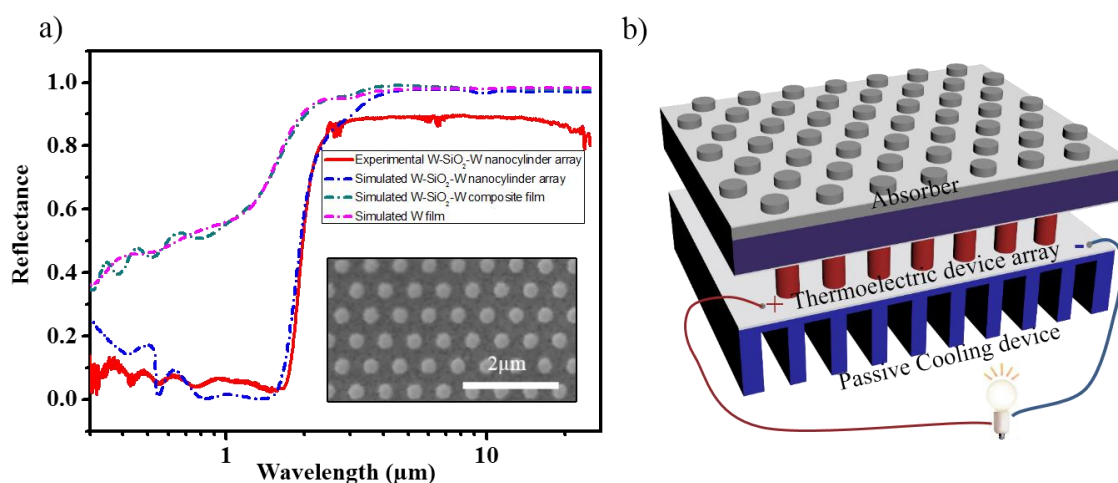 a)
Reflectance
1.0
0.8
0.6
0.4
0.2
0.0
1
10
Wavelength (µm)
Experimental W-SiO₂-W nanocylinder array
Simulated W-SiO₂-W nanocylinder array
Simulated W-SiO₂-W composite film
Simulated W film
2µm
b)
Absorber
Thermoelectric device array
+
-
Passive Cooling device